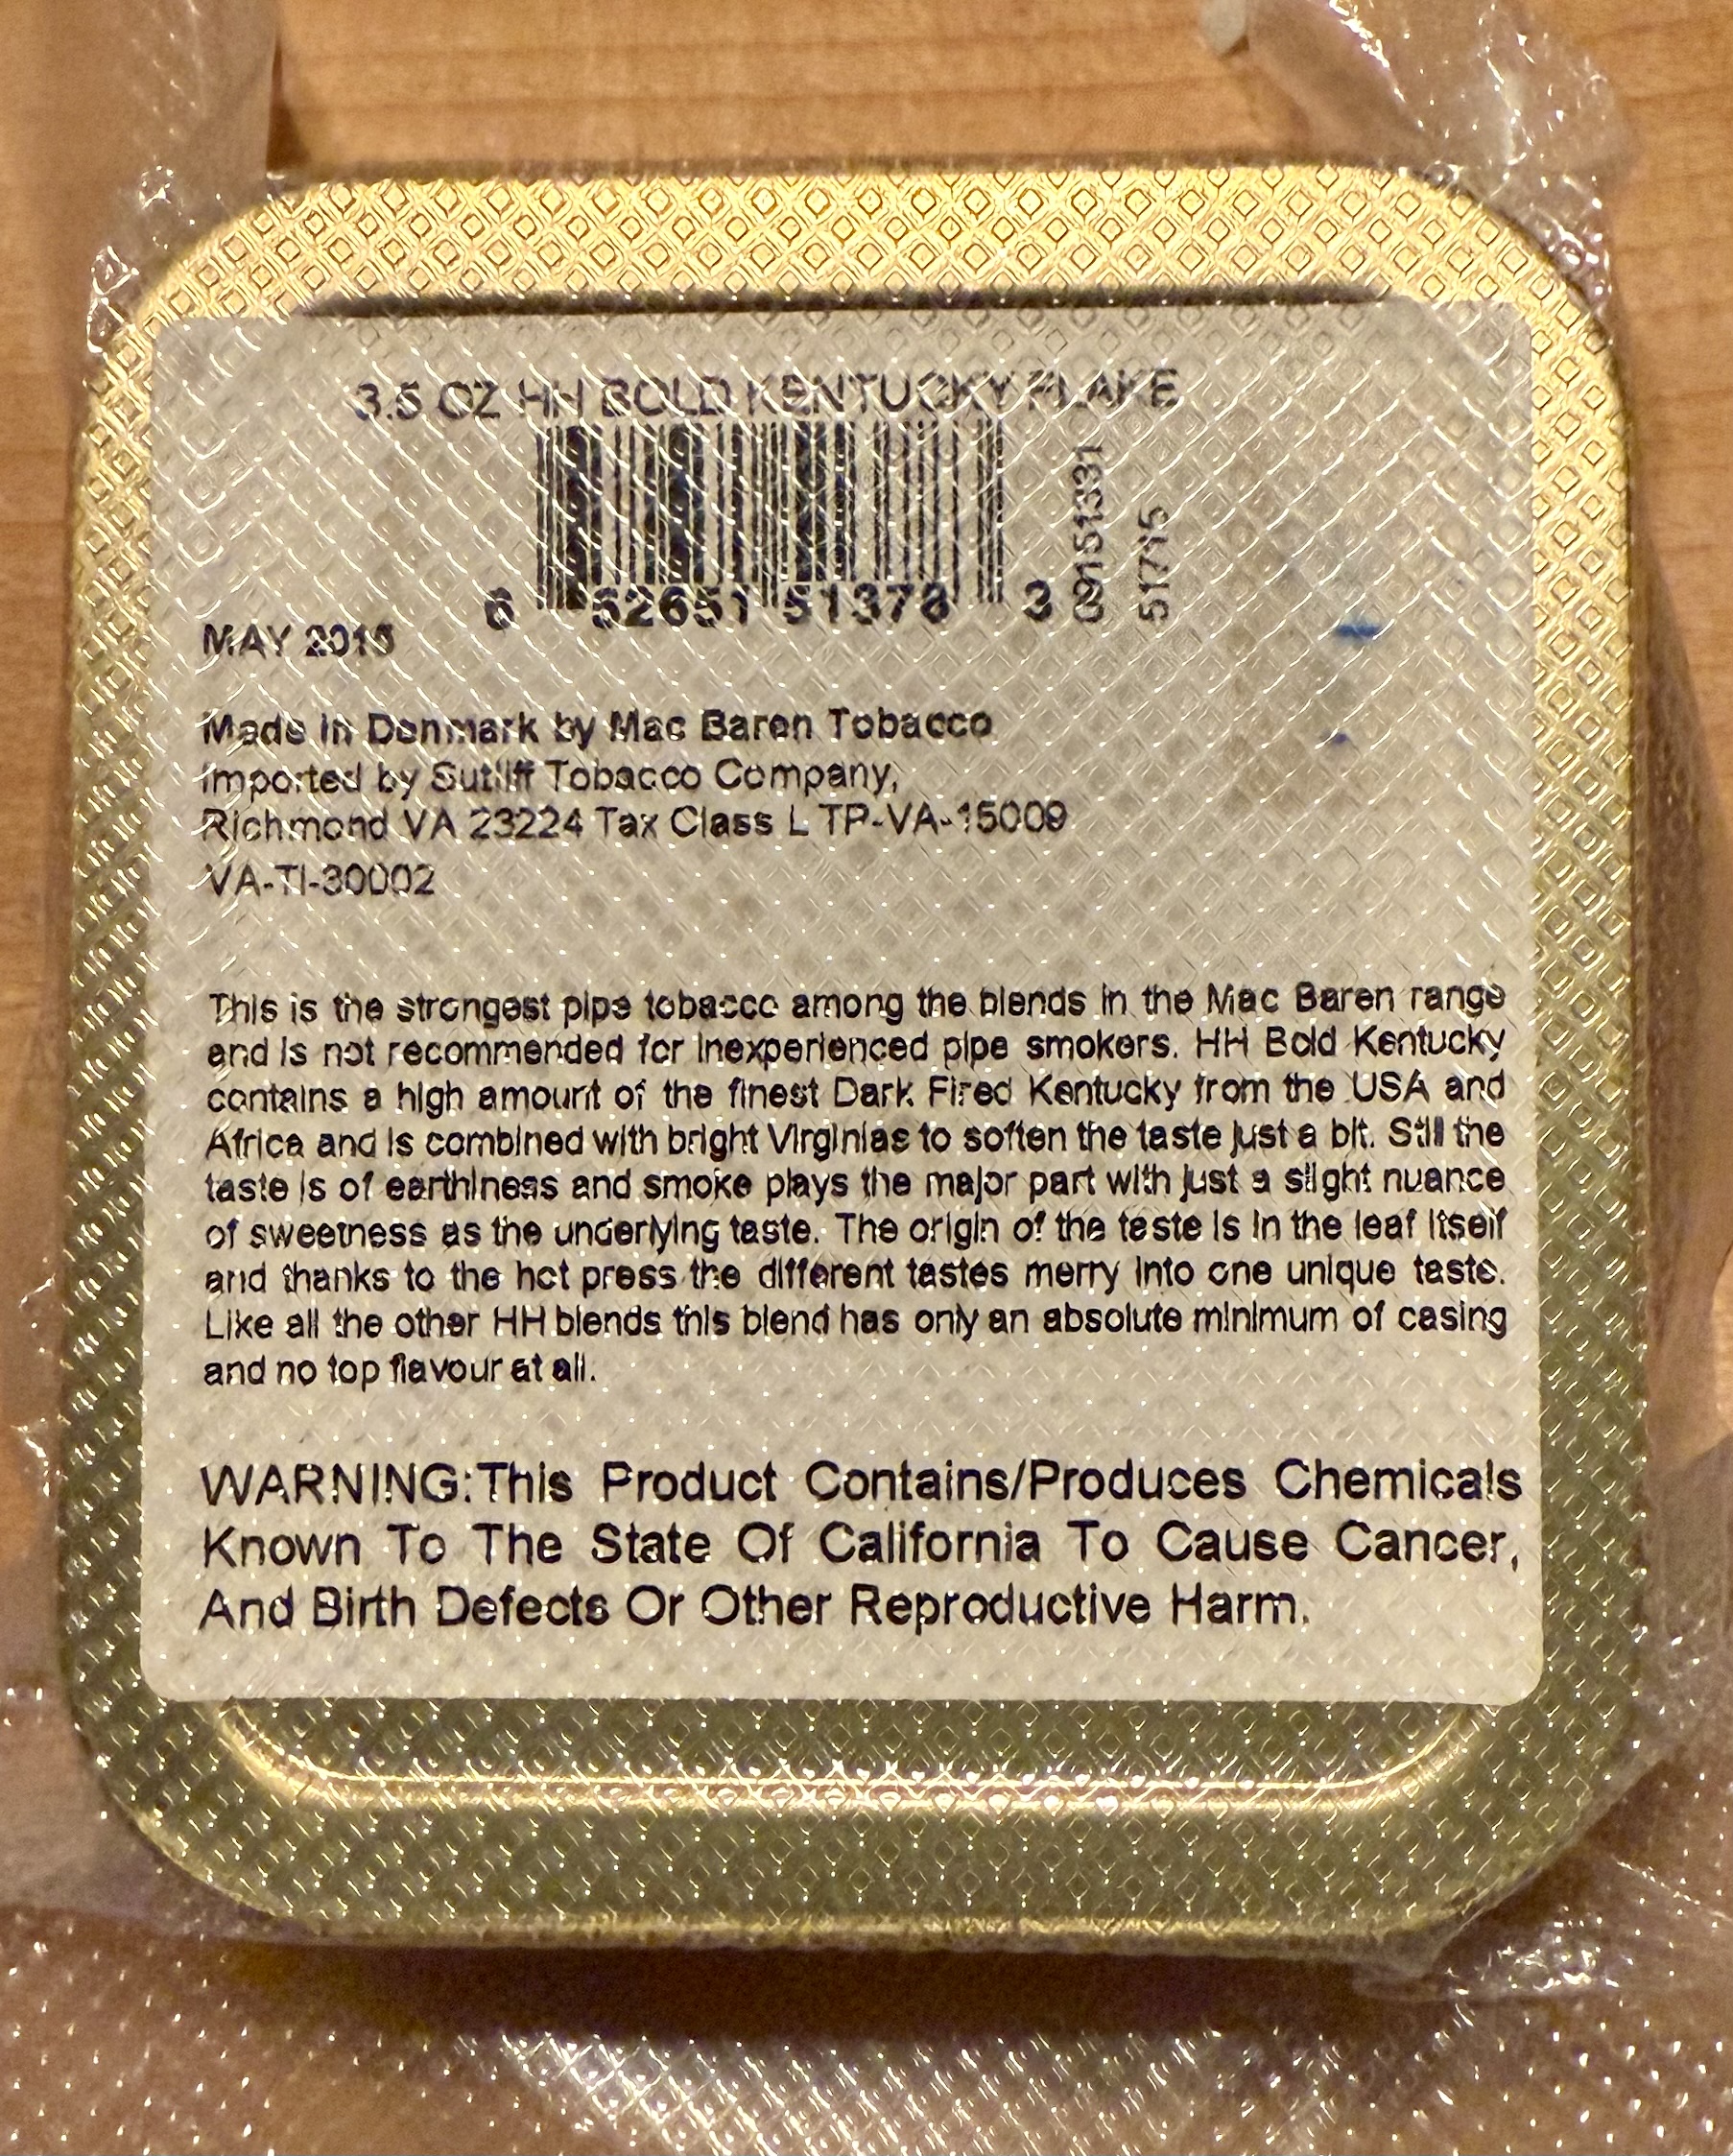 3.5 OZ HH BOLD KENTUCKY FLAKE
6 52651 51378 3
51715
MAY 2015
Made in Denmark by Mac Baren Tobacco
Imported by Sutliff Tobacco Company,
Richmond VA 23224 Tax Class L TP-VA-15009
VA-TI-30002
This is the strongest pipe tobacco among the blends in the Mac Baren range
and is not recommended for inexperienced pipe smokers. HH Bold Kentucky
contains a high amount of the finest Dark Fired Kentucky from the USA and
Africa and is combined with bright Virginias to soften the taste just a bit. Still the
taste is of earthiness and smoke plays the major part with just a slight nuance
of sweetness as the underlying taste. The origin of the taste is in the leaf itself
and thanks to the hot press the different tastes merry into one unique taste.
Like all the other HH blends this blend has only an absolute minimum of casing
and no top flavour at all.
WARNING:This Product Contains/Produces Chemicals
Known To The State Of California To Cause Cancer,
And Birth Defects Or Other Reproductive Harm.